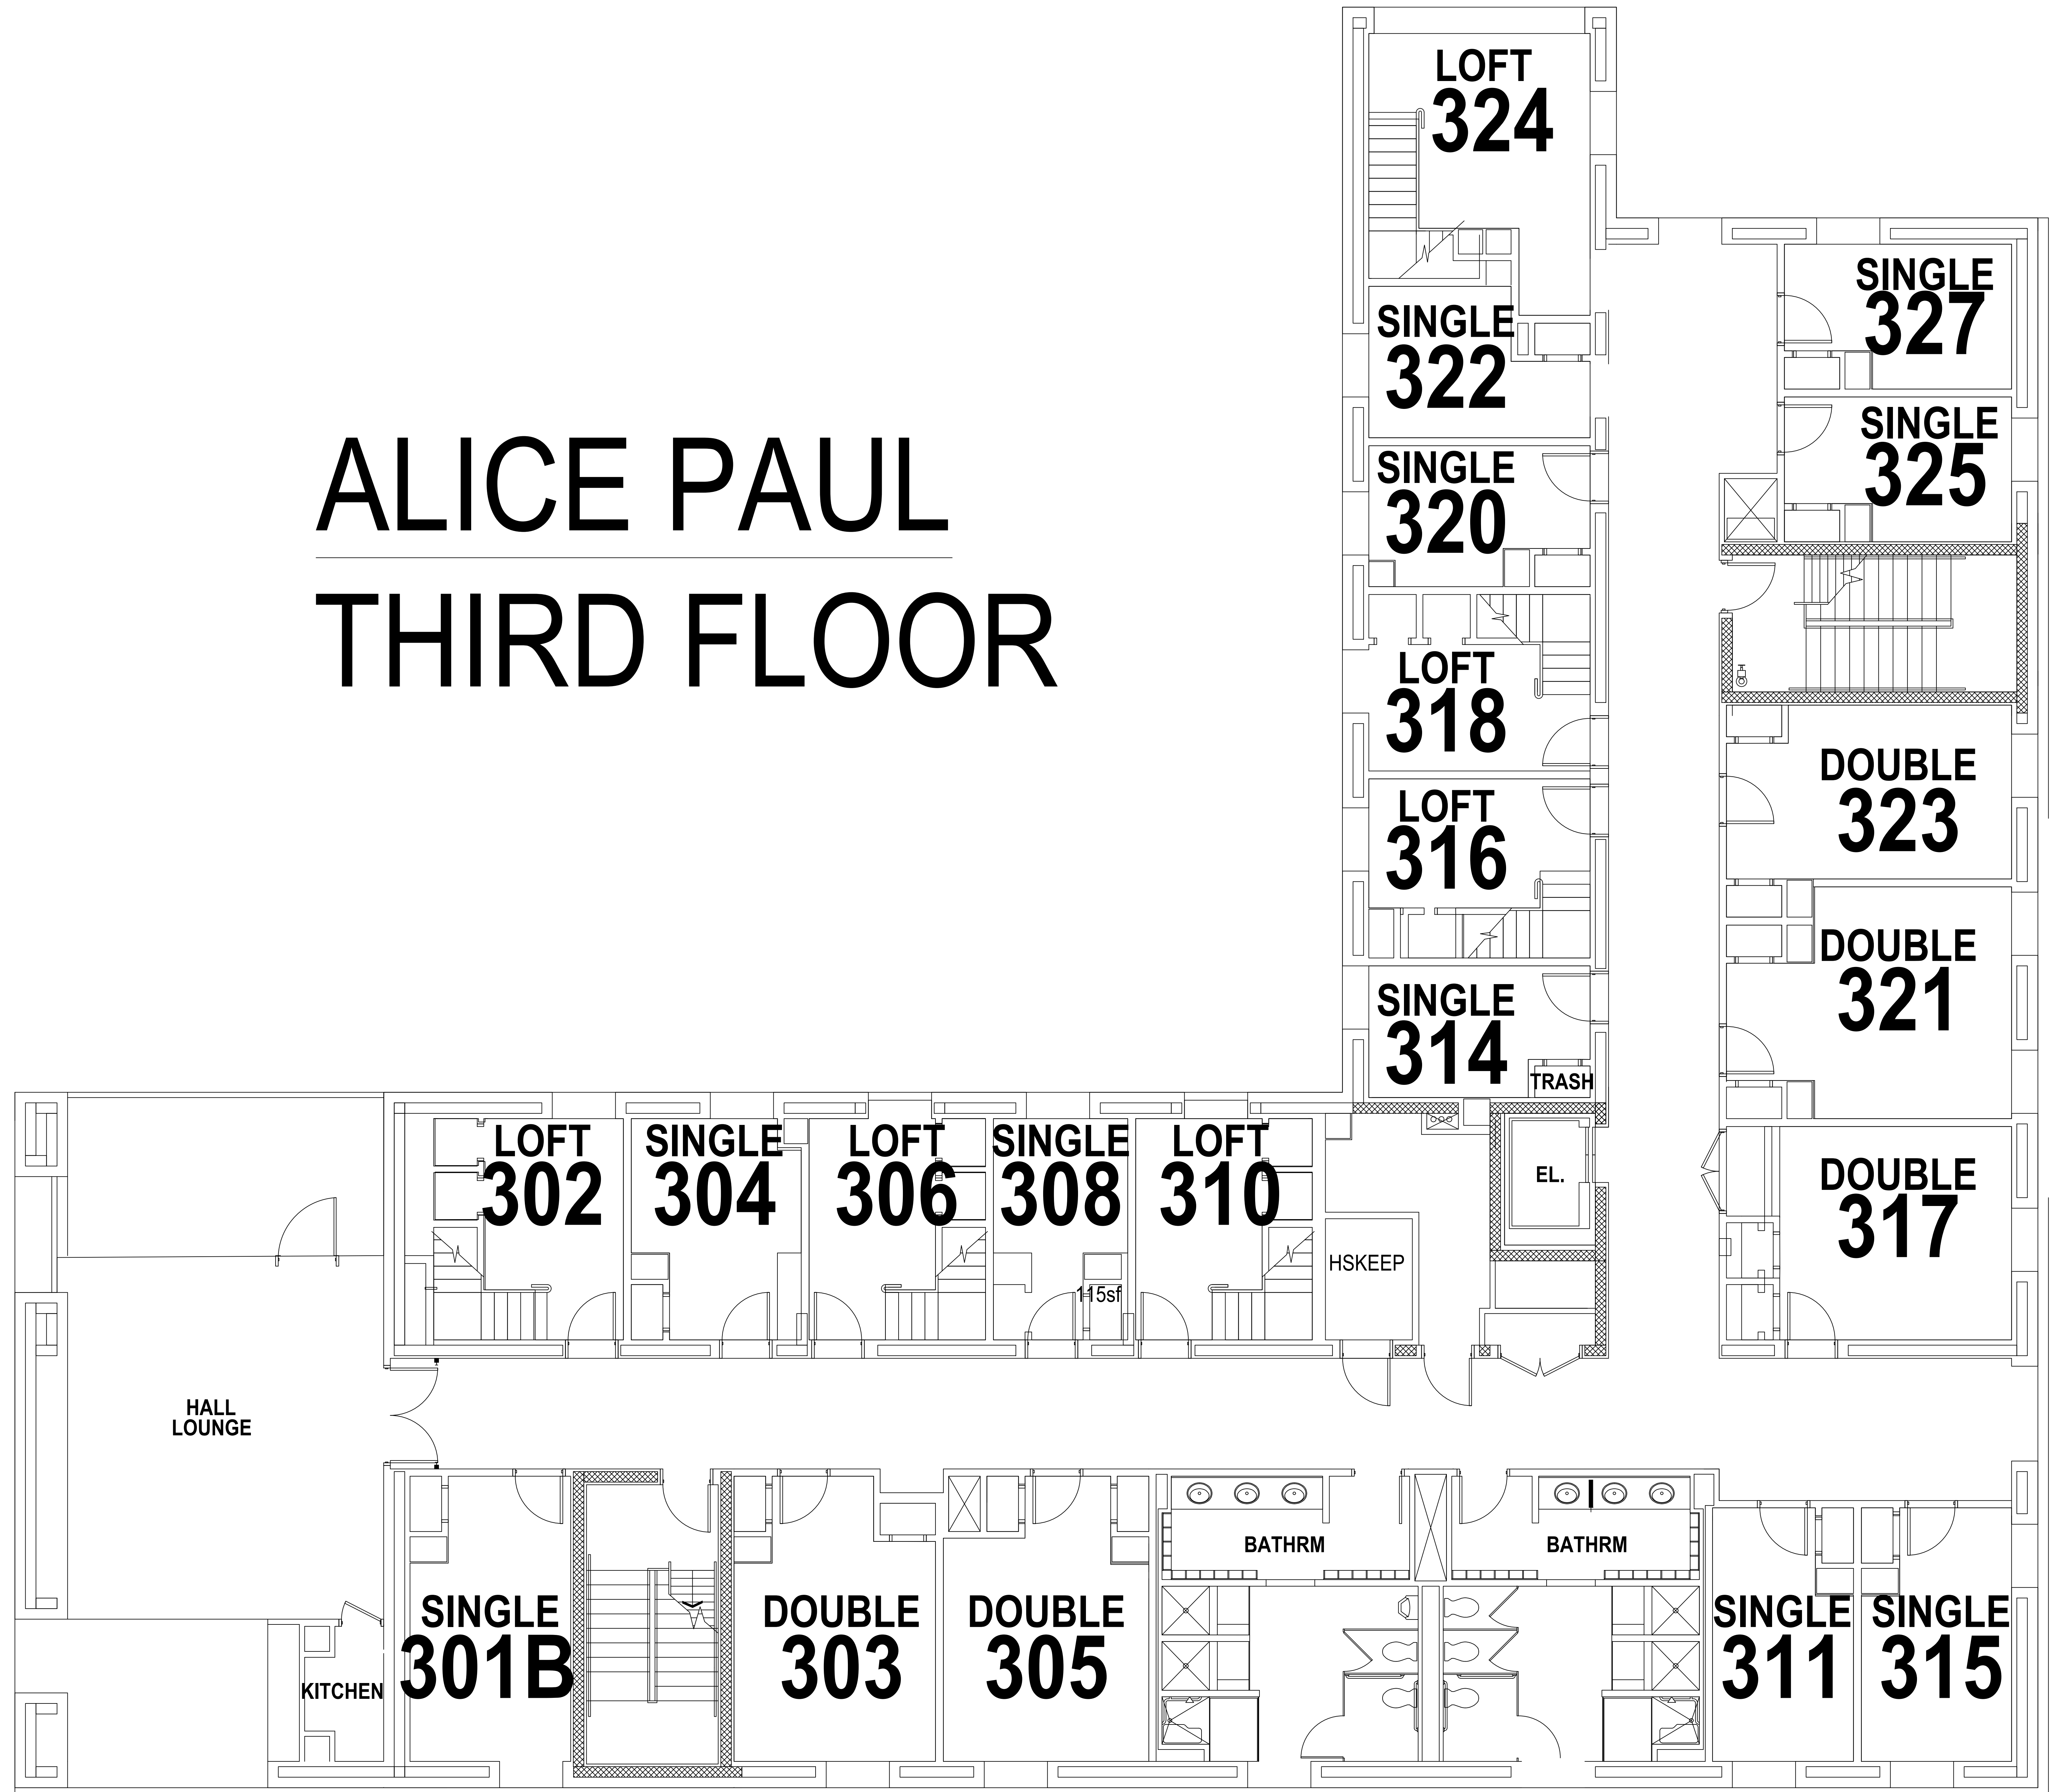 LOFT
324
SINGLE
327
SINGLE
322
SINGLE
325
SINGLE
320
ALICE PAUL
THIRD FLOOR
LOFT
318
DOUBLE
323
LOFT
316
DOUBLE
321
SINGLE
314
TRASH
LOFT
302
SINGLE
304
LOFT
306
SINGLE
308
115sf
LOFT
310
HSKEEP
EL.
DOUBLE
317
HALL
LOUNGE
KITCHEN
SINGLE
301B
DOUBLE
303
DOUBLE
305
BATHRM
BATHRM
SINGLE
311
SINGLE
315